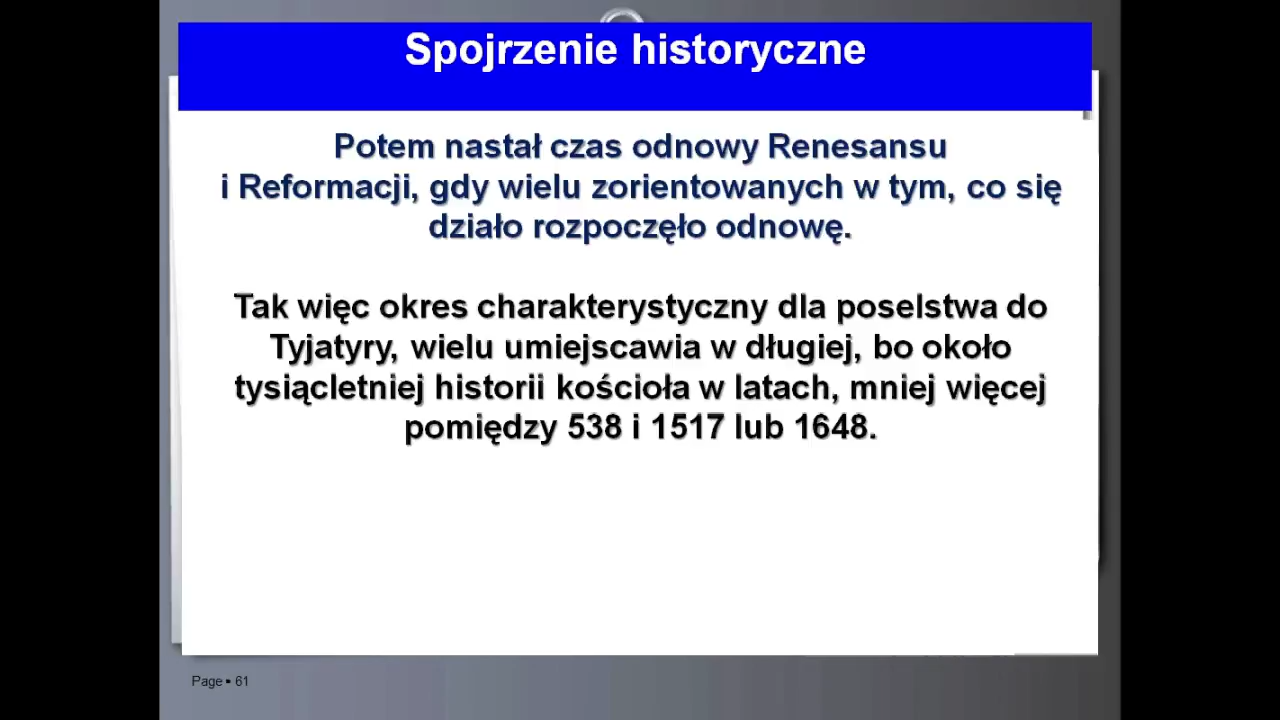 Spojrzenie historyczne
Potem nastał czas odnowy Renesansu
i Reformacji, gdy wielu zorientowanych w tym, co się
działo rozpoczęło odnowę.
Tak więc okres charakterystyczny dla poselstwa do
Tyjatyry, wielu umiejscawia w długiej, bo około
tysiącletniej historii kościoła w latach, mniej więcej
pomiędzy 538 i 1517 lub 1648.
Page ▪ 61